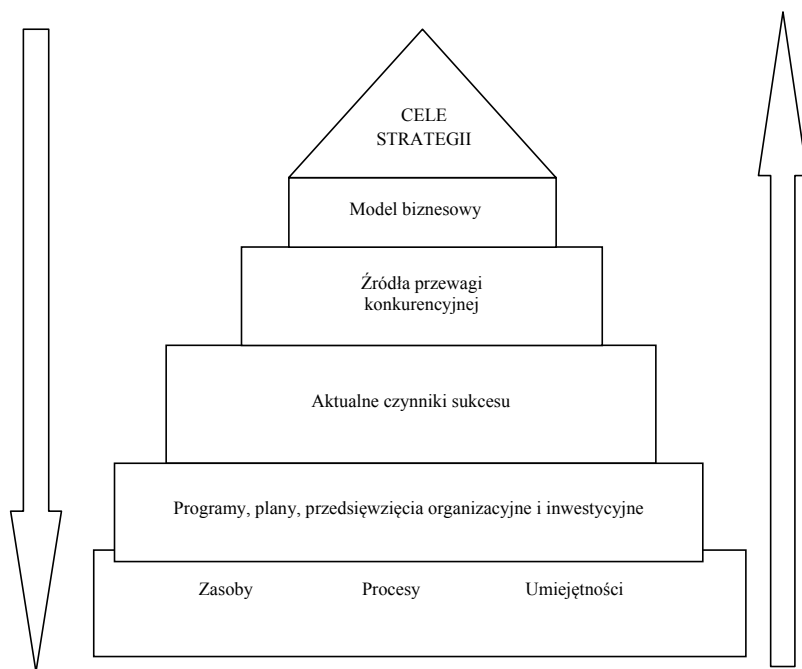 CELE
STRATEGII
Model biznesowy
Źródła przewagi
konkurencyjnej
Aktualne czynniki sukcesu
Programy, plany, przedsięwzięcia organizacyjne i inwestycyjne
Zasoby Procesy Umiejętności